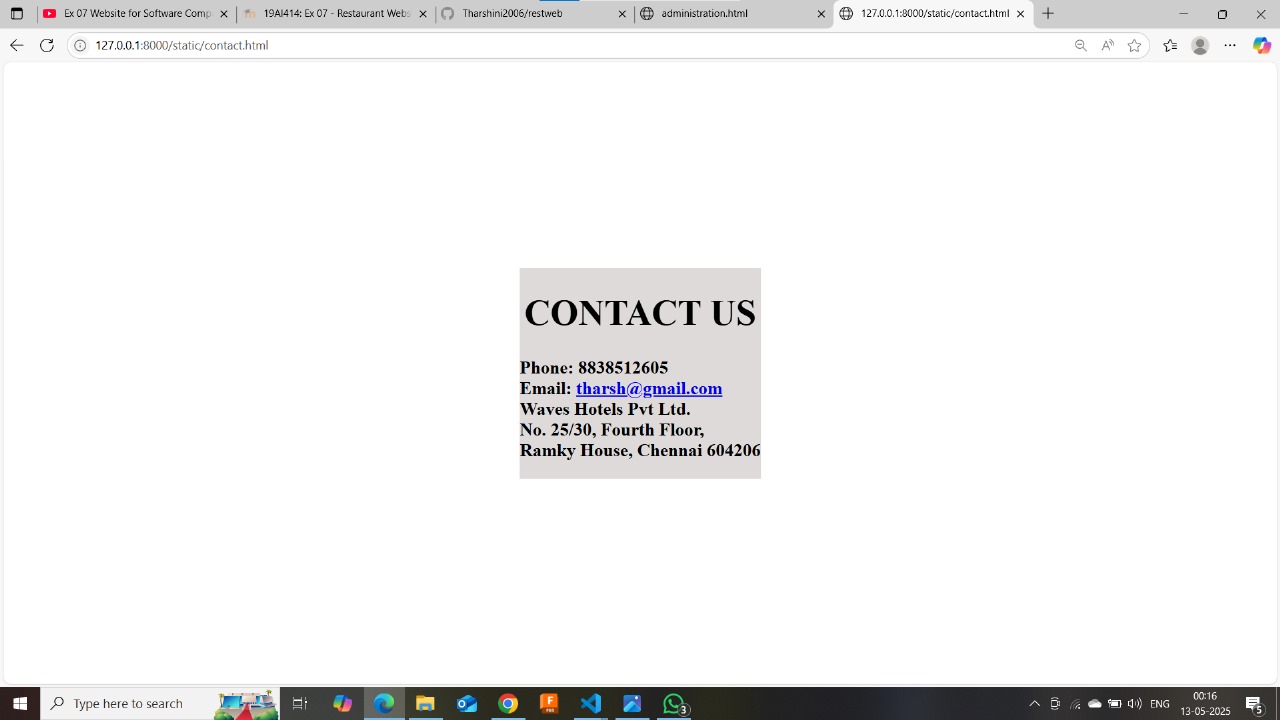 Ex 07 Website for Software Comp
19AI414: Ex 07 - Restaurant Webs
Tharshini2006/restweb
administration.html
127.0.0.1:8000/static/contact.html
127.0.0.1:8000/static/contact.html
CONTACT US
Phone: 8838512605
Email: tharsh@gmail.com
Waves Hotels Pvt Ltd.
No. 25/30, Fourth Floor,
Ramky House, Chennai 604206
Type here to search
F
FUS
3
ENG
00:16
13-05-2025
5